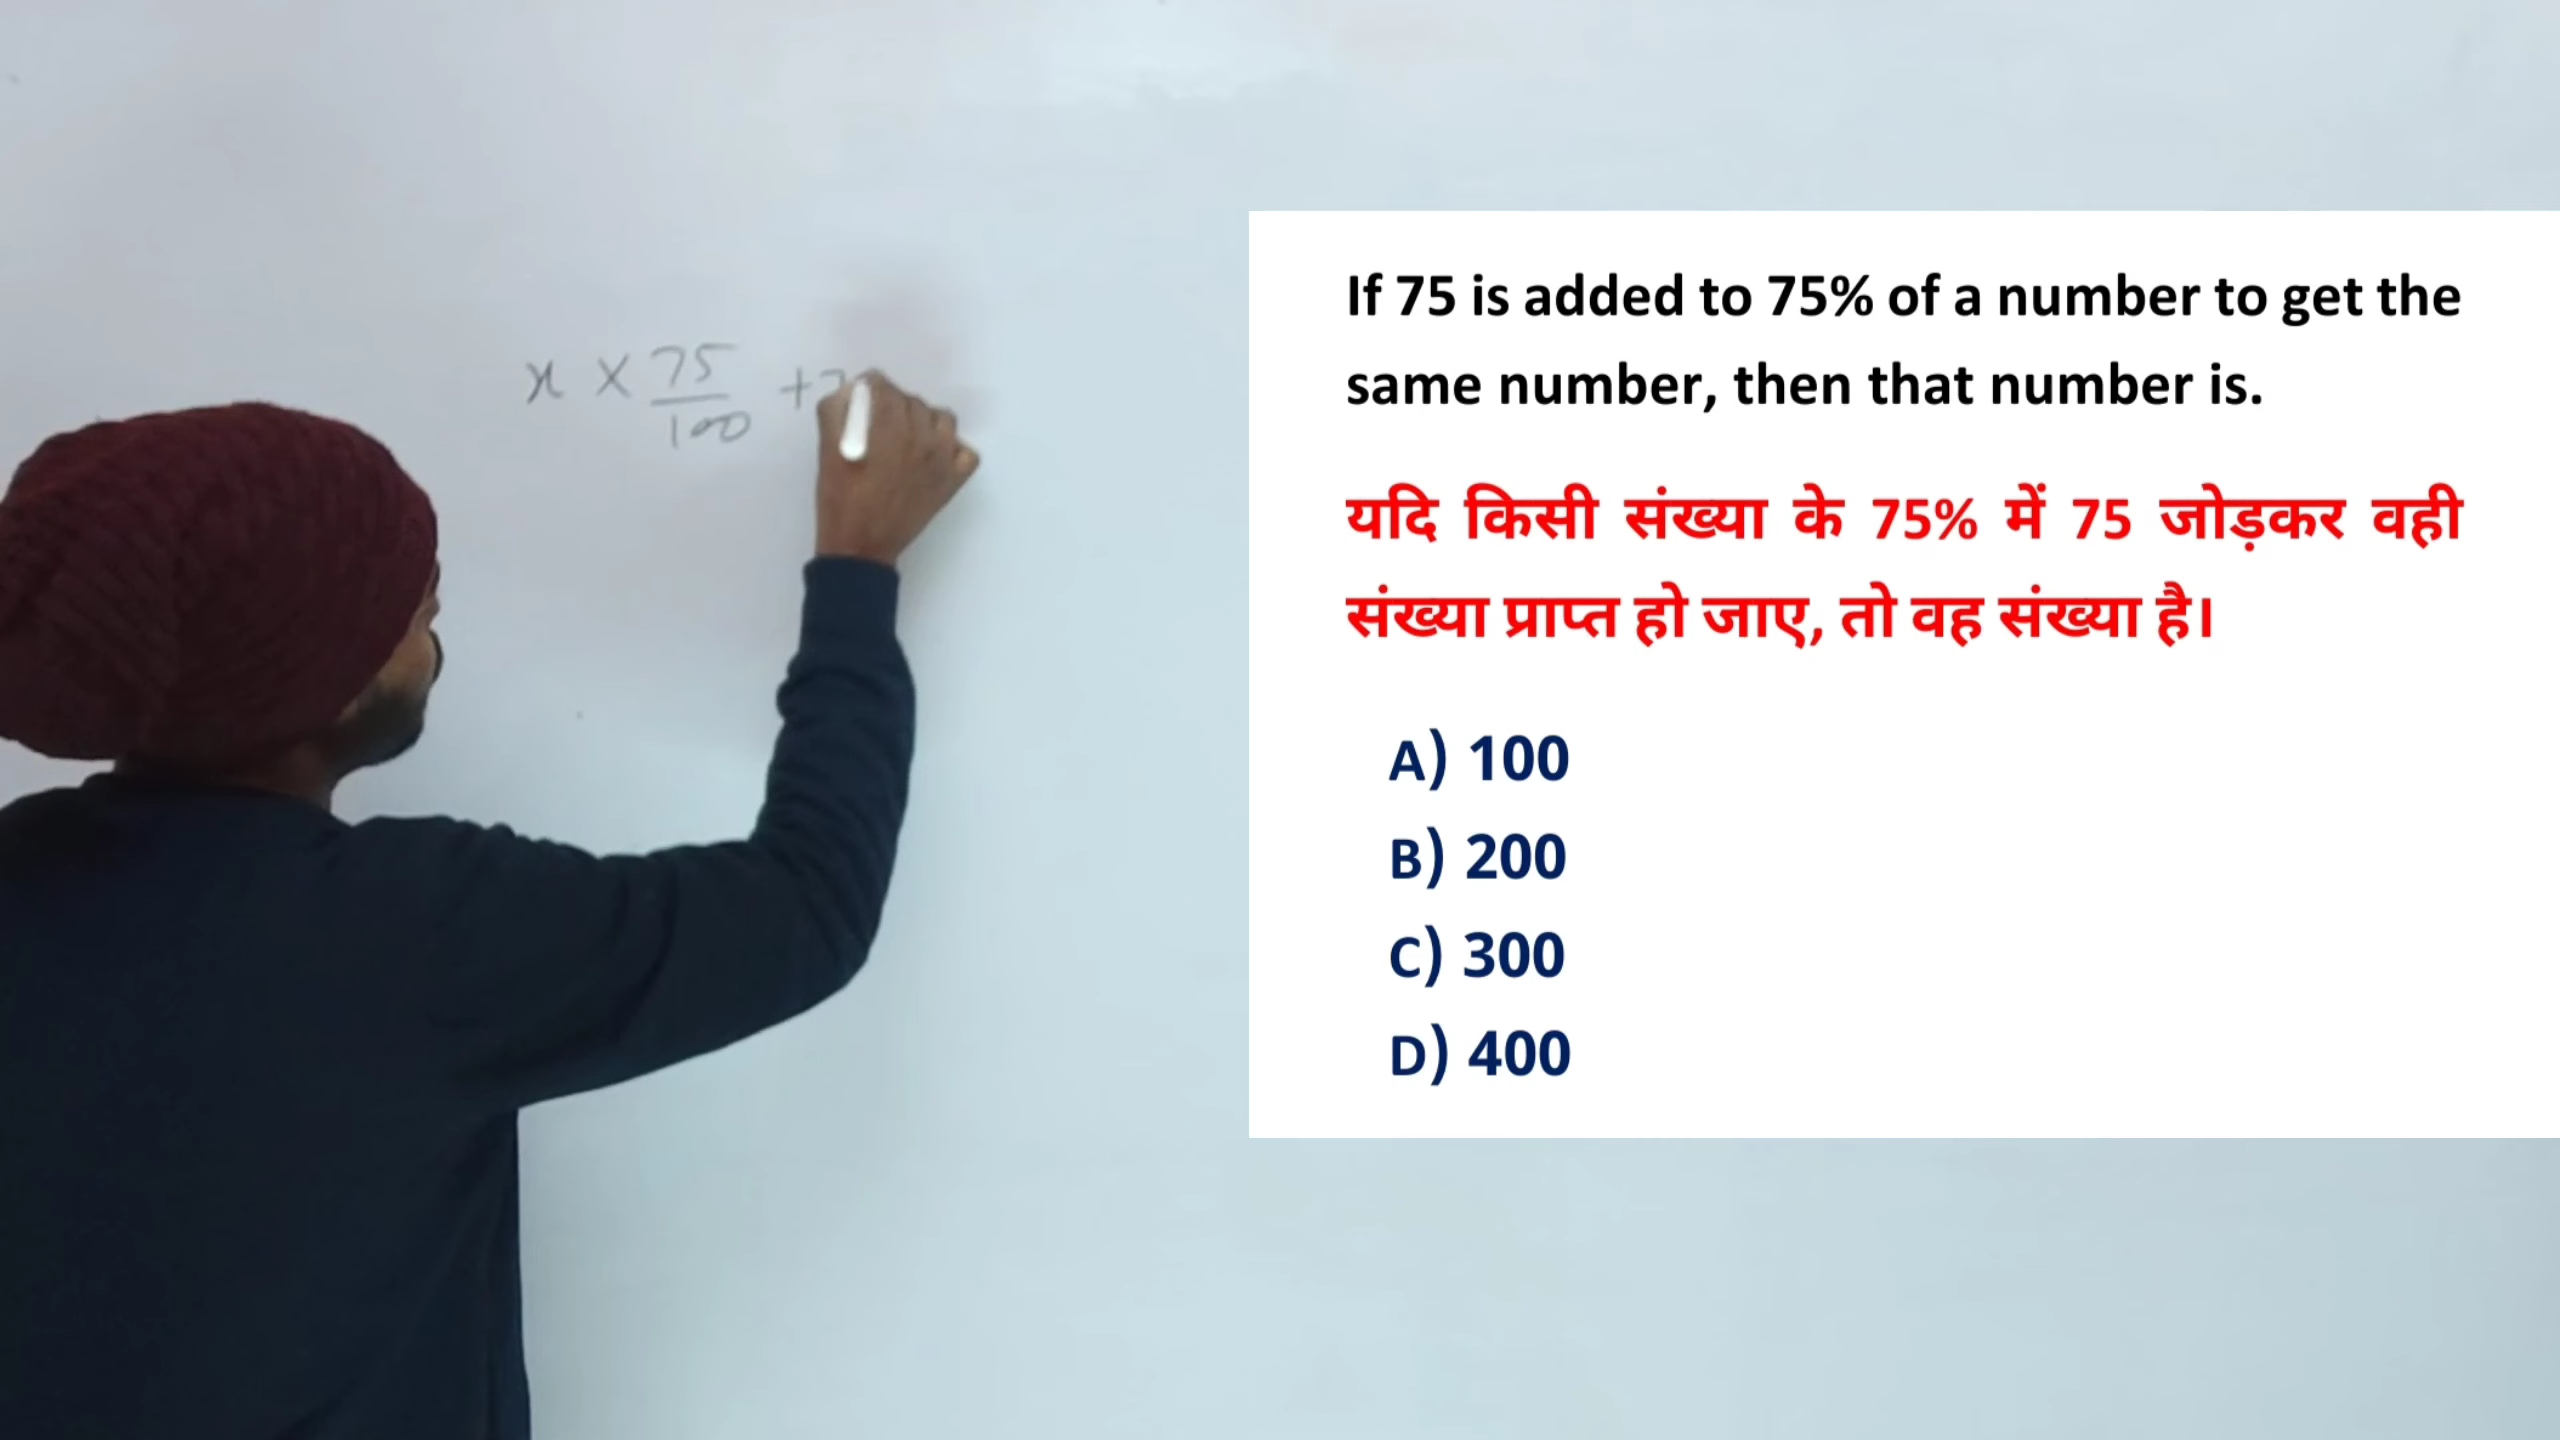 x × 75/100 +
If 75 is added to 75% of a number to get the
same number, then that number is.
यदि किसी संख्या के 75% में 75 जोड़कर वही
संख्या प्राप्त हो जाए, तो वह संख्या है।
A) 100
B) 200
C) 300
D) 400